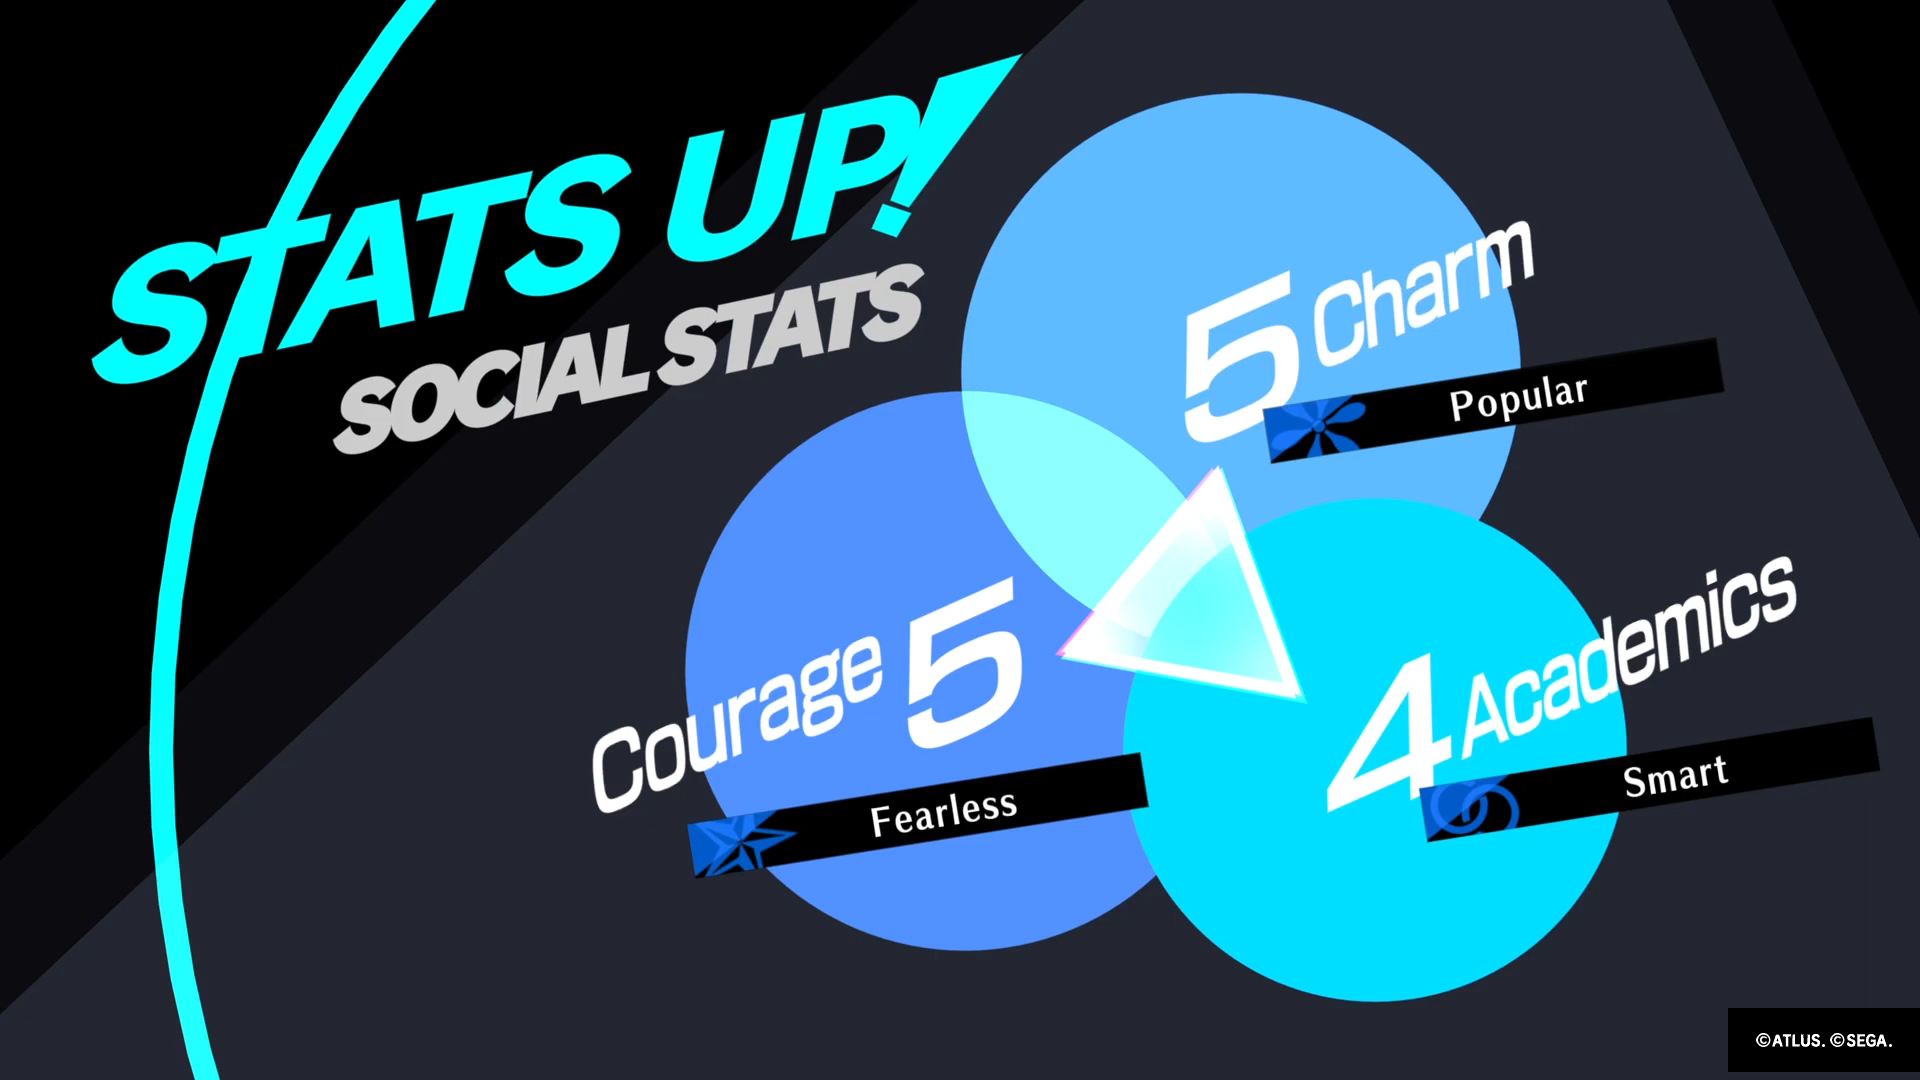 STATS UP!
SOCIAL STATS
5 Charm
Popular
Courage 5
Fearless
4 Academics
Smart
©ATLUS. ©SEGA.